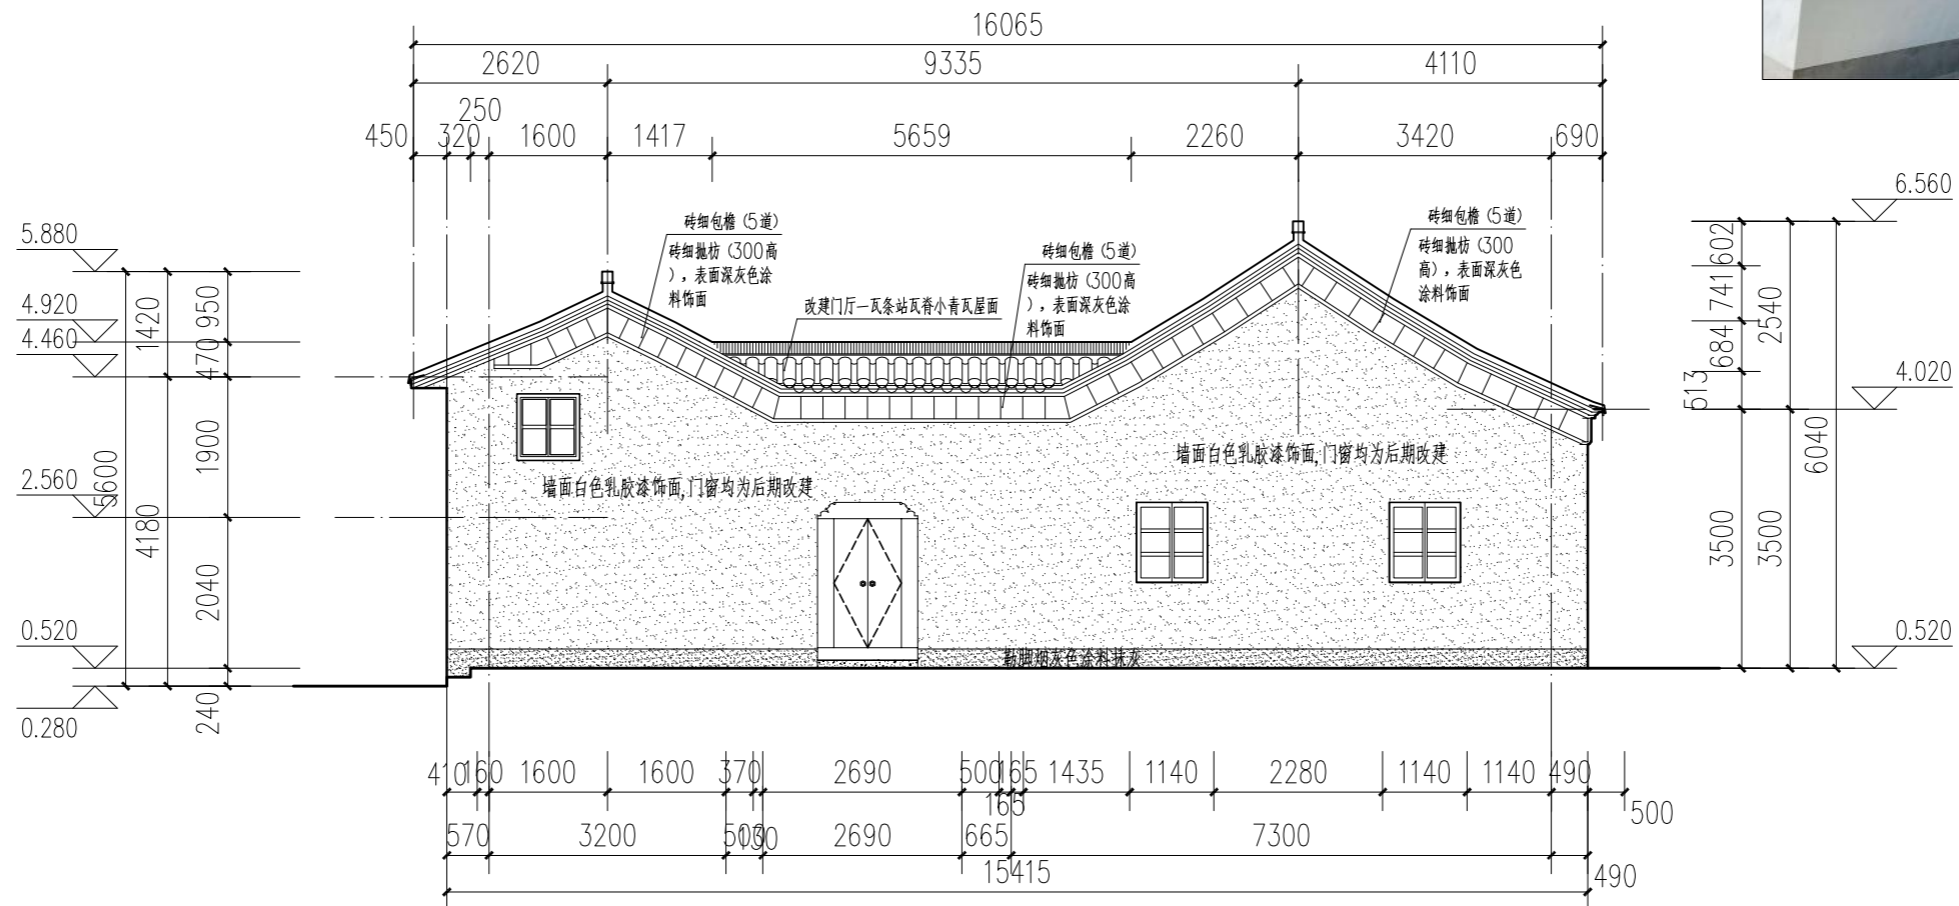 16065
2620 9335 4110
250
450 320 1600 1417 5659 2260 3420 690
砖细包檐（5道）
砖细抛枋（300高
），表面深灰色涂
料饰面
砖细包檐（5道）
砖细抛枋（300高
），表面深灰色涂
料饰面
砖细包檐（5道）
砖细抛枋（300
高），表面深灰色
涂料饰面
改建门厅一瓦条站瓦脊小青瓦屋面
墙面白色乳胶漆饰面,门窗均为后期改建
墙面白色乳胶漆饰面,门窗均为后期改建
勒脚烟灰色涂料抹灰
5.880
4.920
4.460
2.560
0.520
0.280
5600
1420
4180
950
470
1900
2040
240
602
741
684
513
3500
2540
3500
6040
6.560
4.020
0.520
410 160 1600 1600 370 2690 500 165 1435 1140 2280 1140 1140 490
165 500
570 3200 500 130 2690 665 7300
15415 490